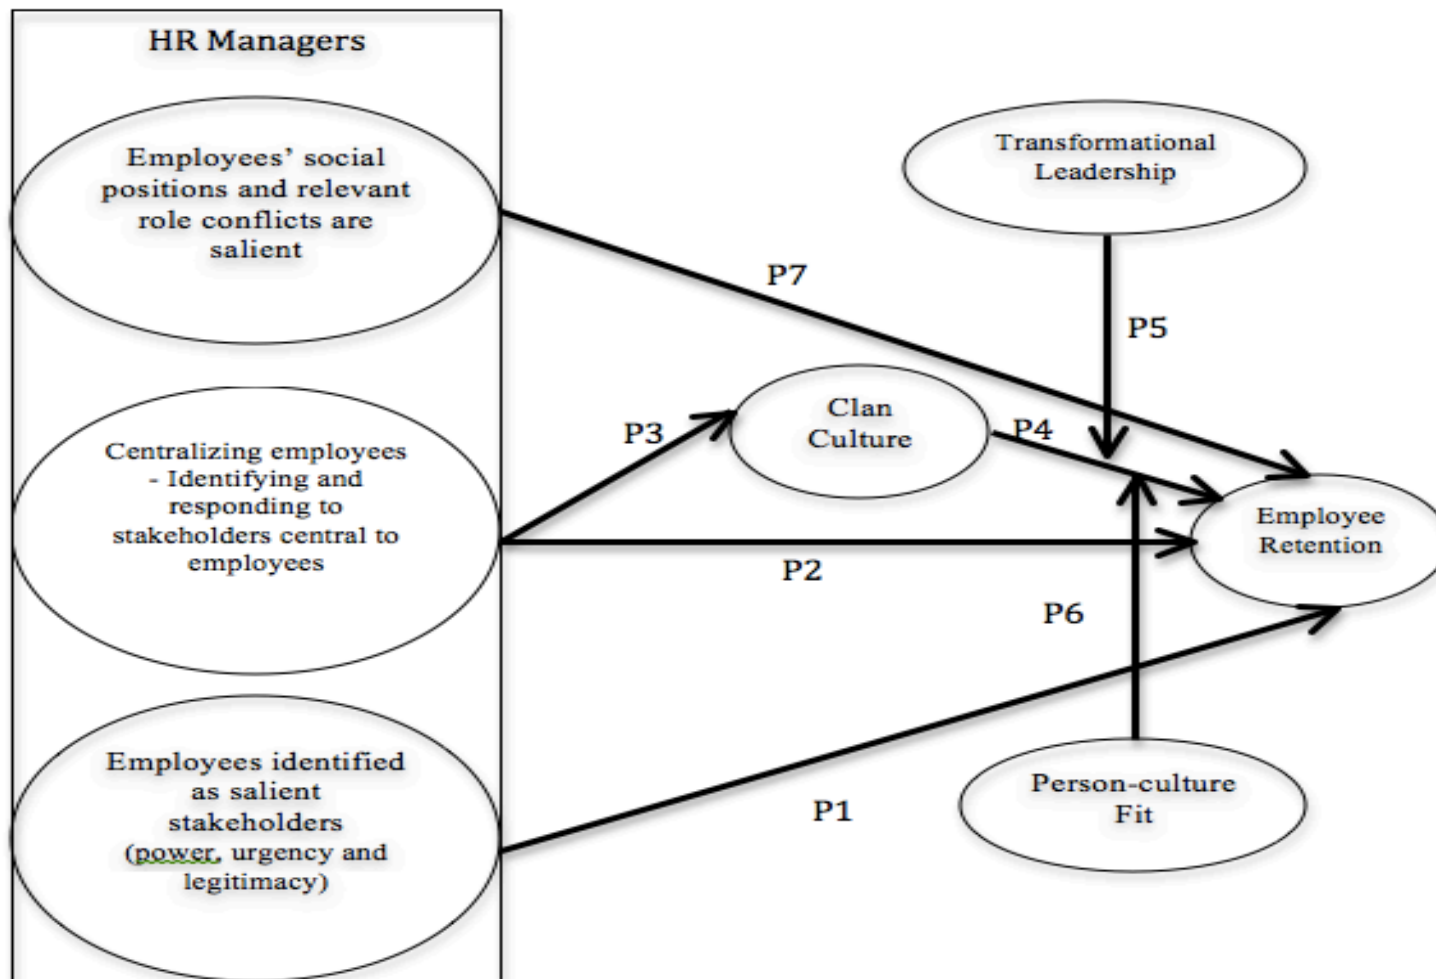 HR Managers
Employees’ social
positions and relevant
role conflicts are
salient
Centralizing employees
- Identifying and
responding to
stakeholders central to
employees
Employees identified
as salient
stakeholders
(power, urgency and
legitimacy)
P7
P3
P2
P1
Clan
Culture
P4
Transformational
Leadership
P5
P6
Person-culture
Fit
Employee
Retention